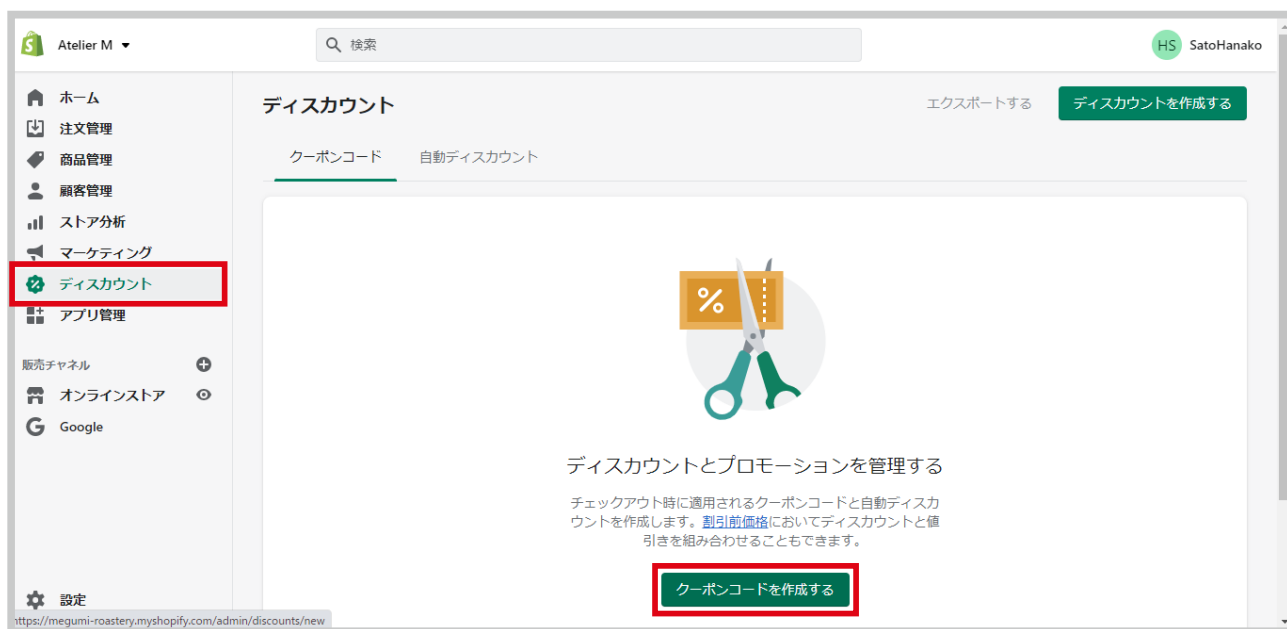 Atelier M
検索
HS SatoHanako
ホーム
注文管理
商品管理
顧客管理
ストア分析
マーケティング
ディスカウント
アプリ管理
販売チャネル
オンラインストア
Google
設定
ディスカウント
エクスポートする
ディスカウントを作成する
クーポンコード 自動ディスカウント
%
ディスカウントとプロモーションを管理する
チェックアウト時に適用されるクーポンコードと自動ディスカ
ウントを作成します。割引前価格においてディスカウントと値
引きを組み合わせることもできます。
クーポンコードを作成する
https://megumi-roastery.myshopify.com/admin/discounts/new